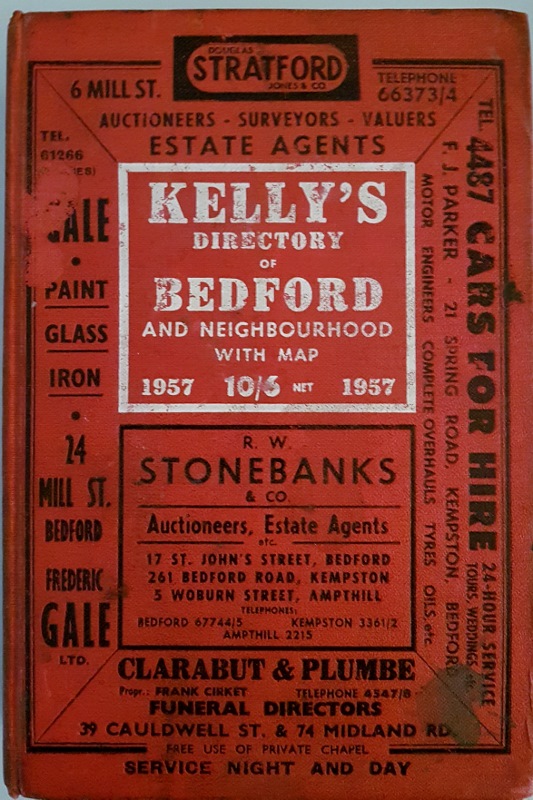 DOUGLAS
STRATFORD
JONES & CO.
6 MILL ST.
TELEPHONE
66373/4
AUCTIONEERS - SURVEYORS - VALUERS
ESTATE AGENTS
TEL.
61266
GALE
PAINT
GLASS
IRON
24
MILL ST.
BEDFORD
FREDERIC
GALE
LTD.
KELLY'S
DIRECTORY
OF
BEDFORD
AND NEIGHBOURHOOD
WITH MAP
1957 10/6 NET 1957
R. W.
STONEBANKS
& CO.
Auctioneers, Estate Agents
etc.
17 ST. JOHN'S STREET, BEDFORD
261 BEDFORD ROAD, KEMPSTON
5 WOBURN STREET, AMPTHILL
TELEPHONES:
BEDFORD 67744/5 KEMPSTON 3361/2
AMPTHILL 2215
TEL. 4487 CARS FOR HIRE 24-HOUR SERVICE
TOURS, WEDDINGS, etc.
F. J. PARKER - 21 SPRING ROAD, KEMPSTON, BEDFORD
MOTOR ENGINEERS COMPLETE OVERHAULS TYRES OILS, etc.
CLARABUT & PLUMBE
Propr.: FRANK CIRKET TELEPHONE 4347/8
FUNERAL DIRECTORS
39 CAULDWELL ST. & 74 MIDLAND RD.
FREE USE OF PRIVATE CHAPEL
SERVICE NIGHT AND DAY